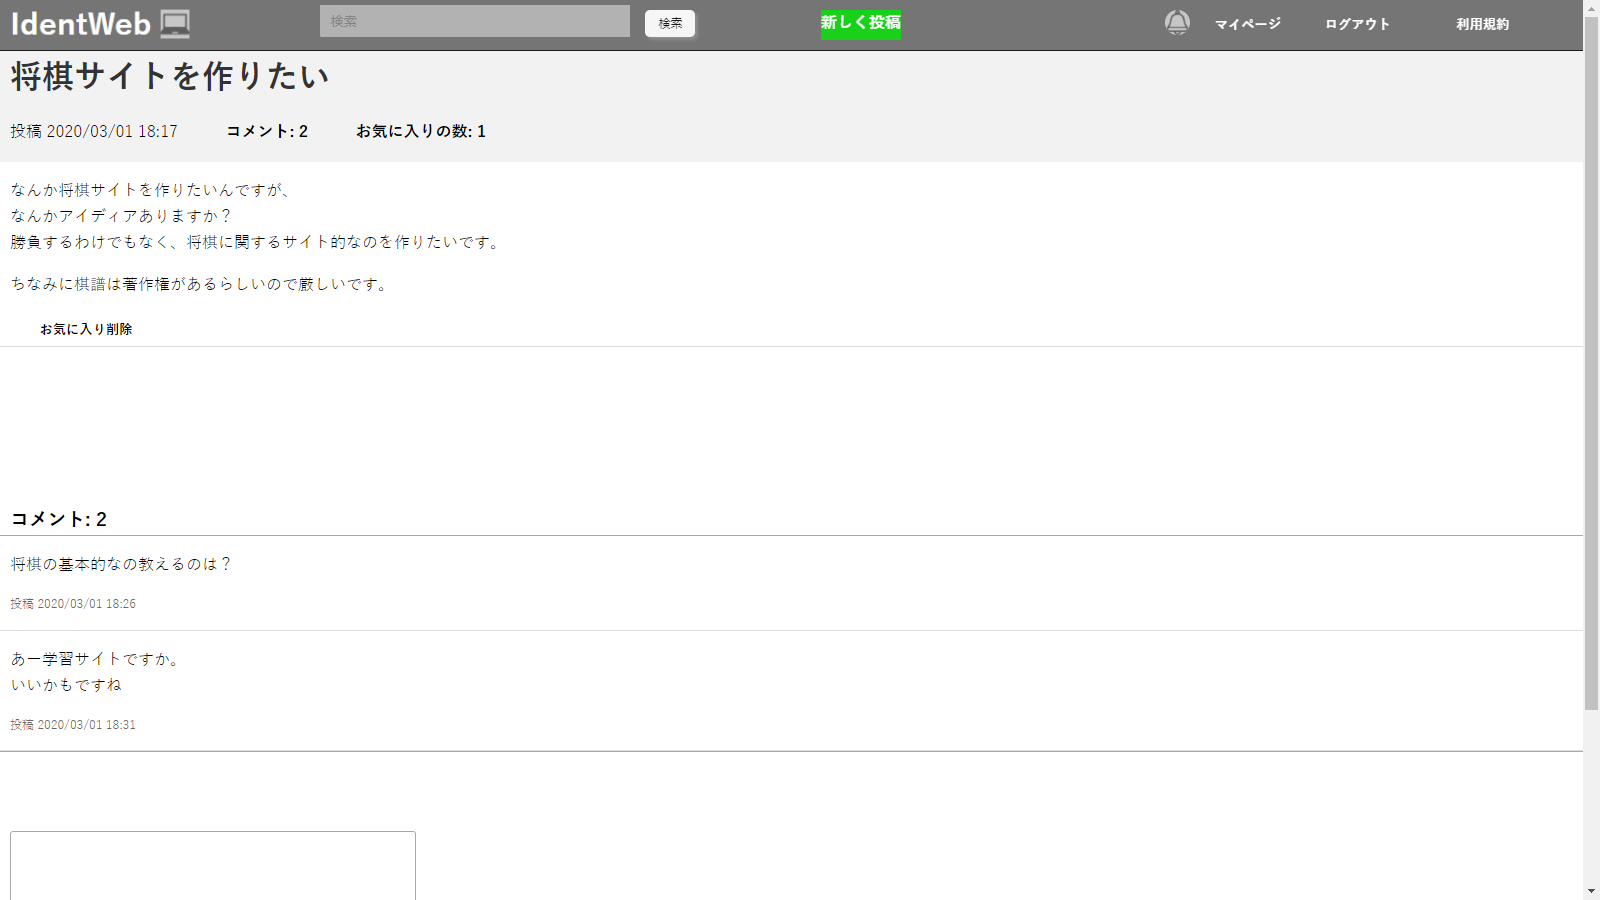 IdentWeb
検索
検索
新しく投稿
マイページ
ログアウト
利用規約
将棋サイトを作りたい
投稿 2020/03/01 18:17 コメント: 2 お気に入りの数: 1
なんか将棋サイトを作りたいんですが、
なんかアイディアありますか？
勝負するわけでもなく、将棋に関するサイト的なのを作りたいです。
ちなみに棋譜は著作権があるらしいので厳しいです。
お気に入り削除
コメント: 2
将棋の基本的なの教えるのは？
投稿 2020/03/01 18:26
あー学習サイトですか。
いいかもですね
投稿 2020/03/01 18:31